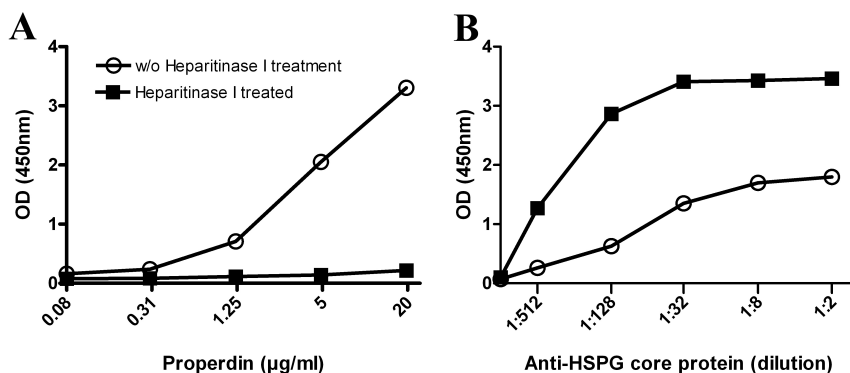 A
4
3
2
1
0
OD (450nm)
w/o Heparitinase I treatment
Heparitinase I treated
0.08
0.31
1.25
5
20
Properdin (µg/ml)
B
4
3
2
1
0
OD (450nm)
1:512
1:128
1:32
1:8
1:2
Anti-HSPG core protein (dilution)